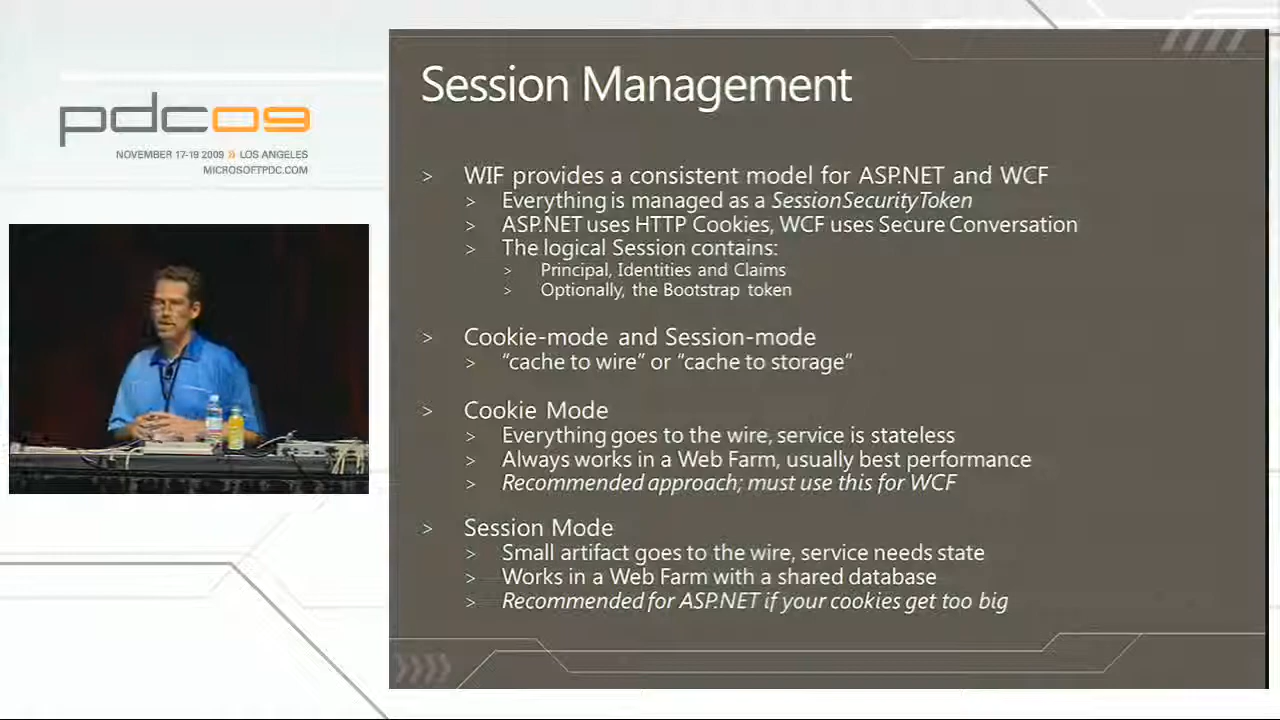 pdc09
NOVEMBER 17-19 2009 » LOS ANGELES
MICROSOFTPDC.COM
Session Management
> WIF provides a consistent model for ASP.NET and WCF
> Everything is managed as a SessionSecurityToken
> ASP.NET uses HTTP Cookies, WCF uses Secure Conversation
> The logical Session contains:
> Principal, Identities and Claims
> Optionally, the Bootstrap token
> Cookie-mode and Session-mode
> “cache to wire” or “cache to storage”
> Cookie Mode
> Everything goes to the wire, service is stateless
> Always works in a Web Farm, usually best performance
> Recommended approach; must use this for WCF
> Session Mode
> Small artifact goes to the wire, service needs state
> Works in a Web Farm with a shared database
> Recommended for ASP.NET if your cookies get too big